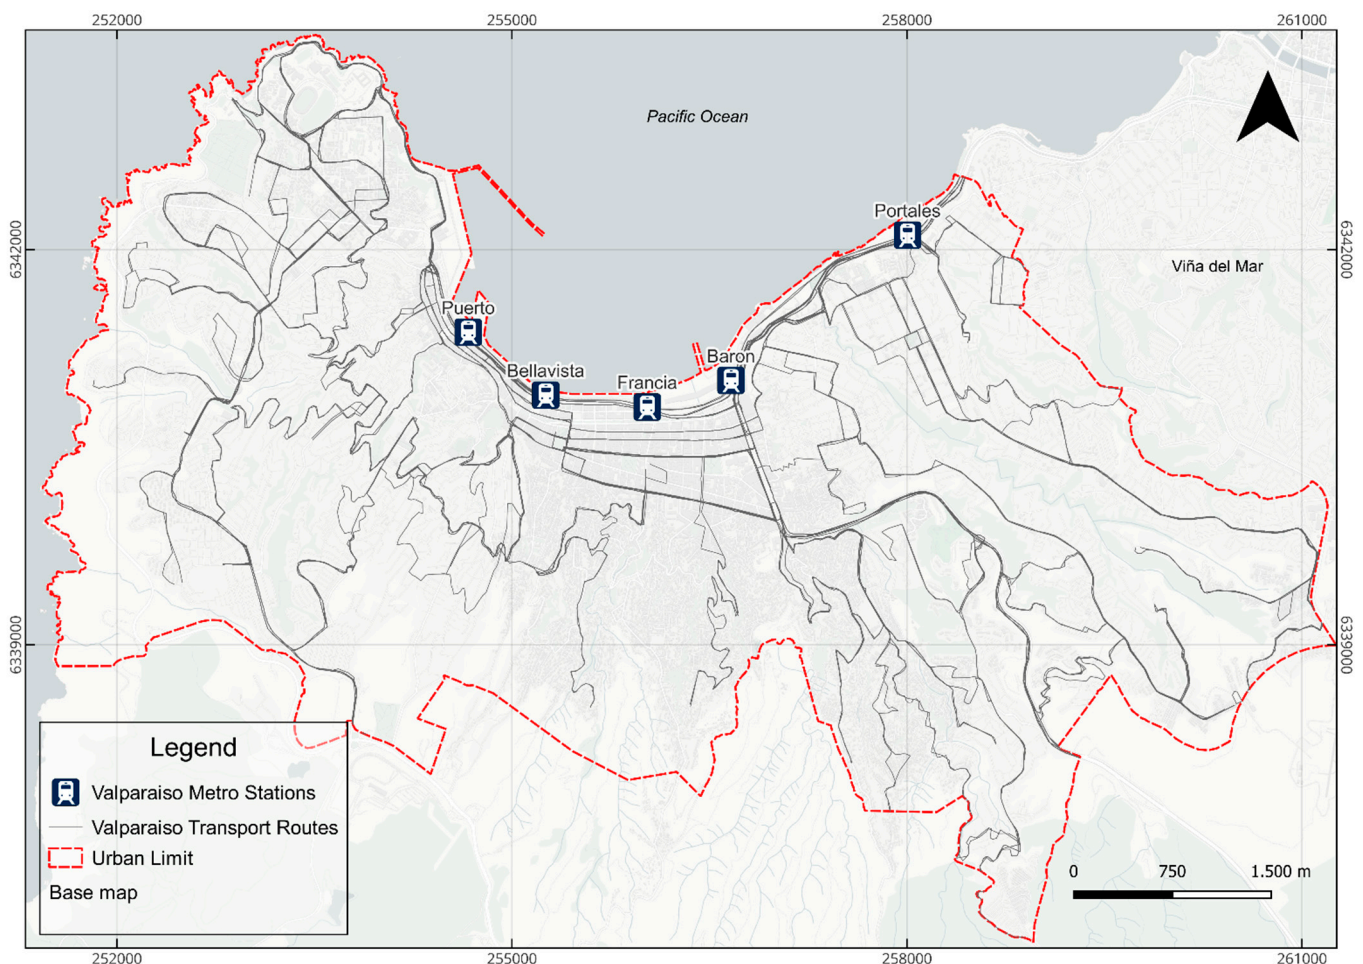 252000 255000 258000 261000
Pacific Ocean
Portales
6342000 6342000
Viña del Mar
Puerto
Baron
Bellavista
Francia
6339000 6339000
Legend
Valparaiso Metro Stations
Valparaiso Transport Routes
Urban Limit
Base map
0 750 1.500 m
252000 255000 258000 261000